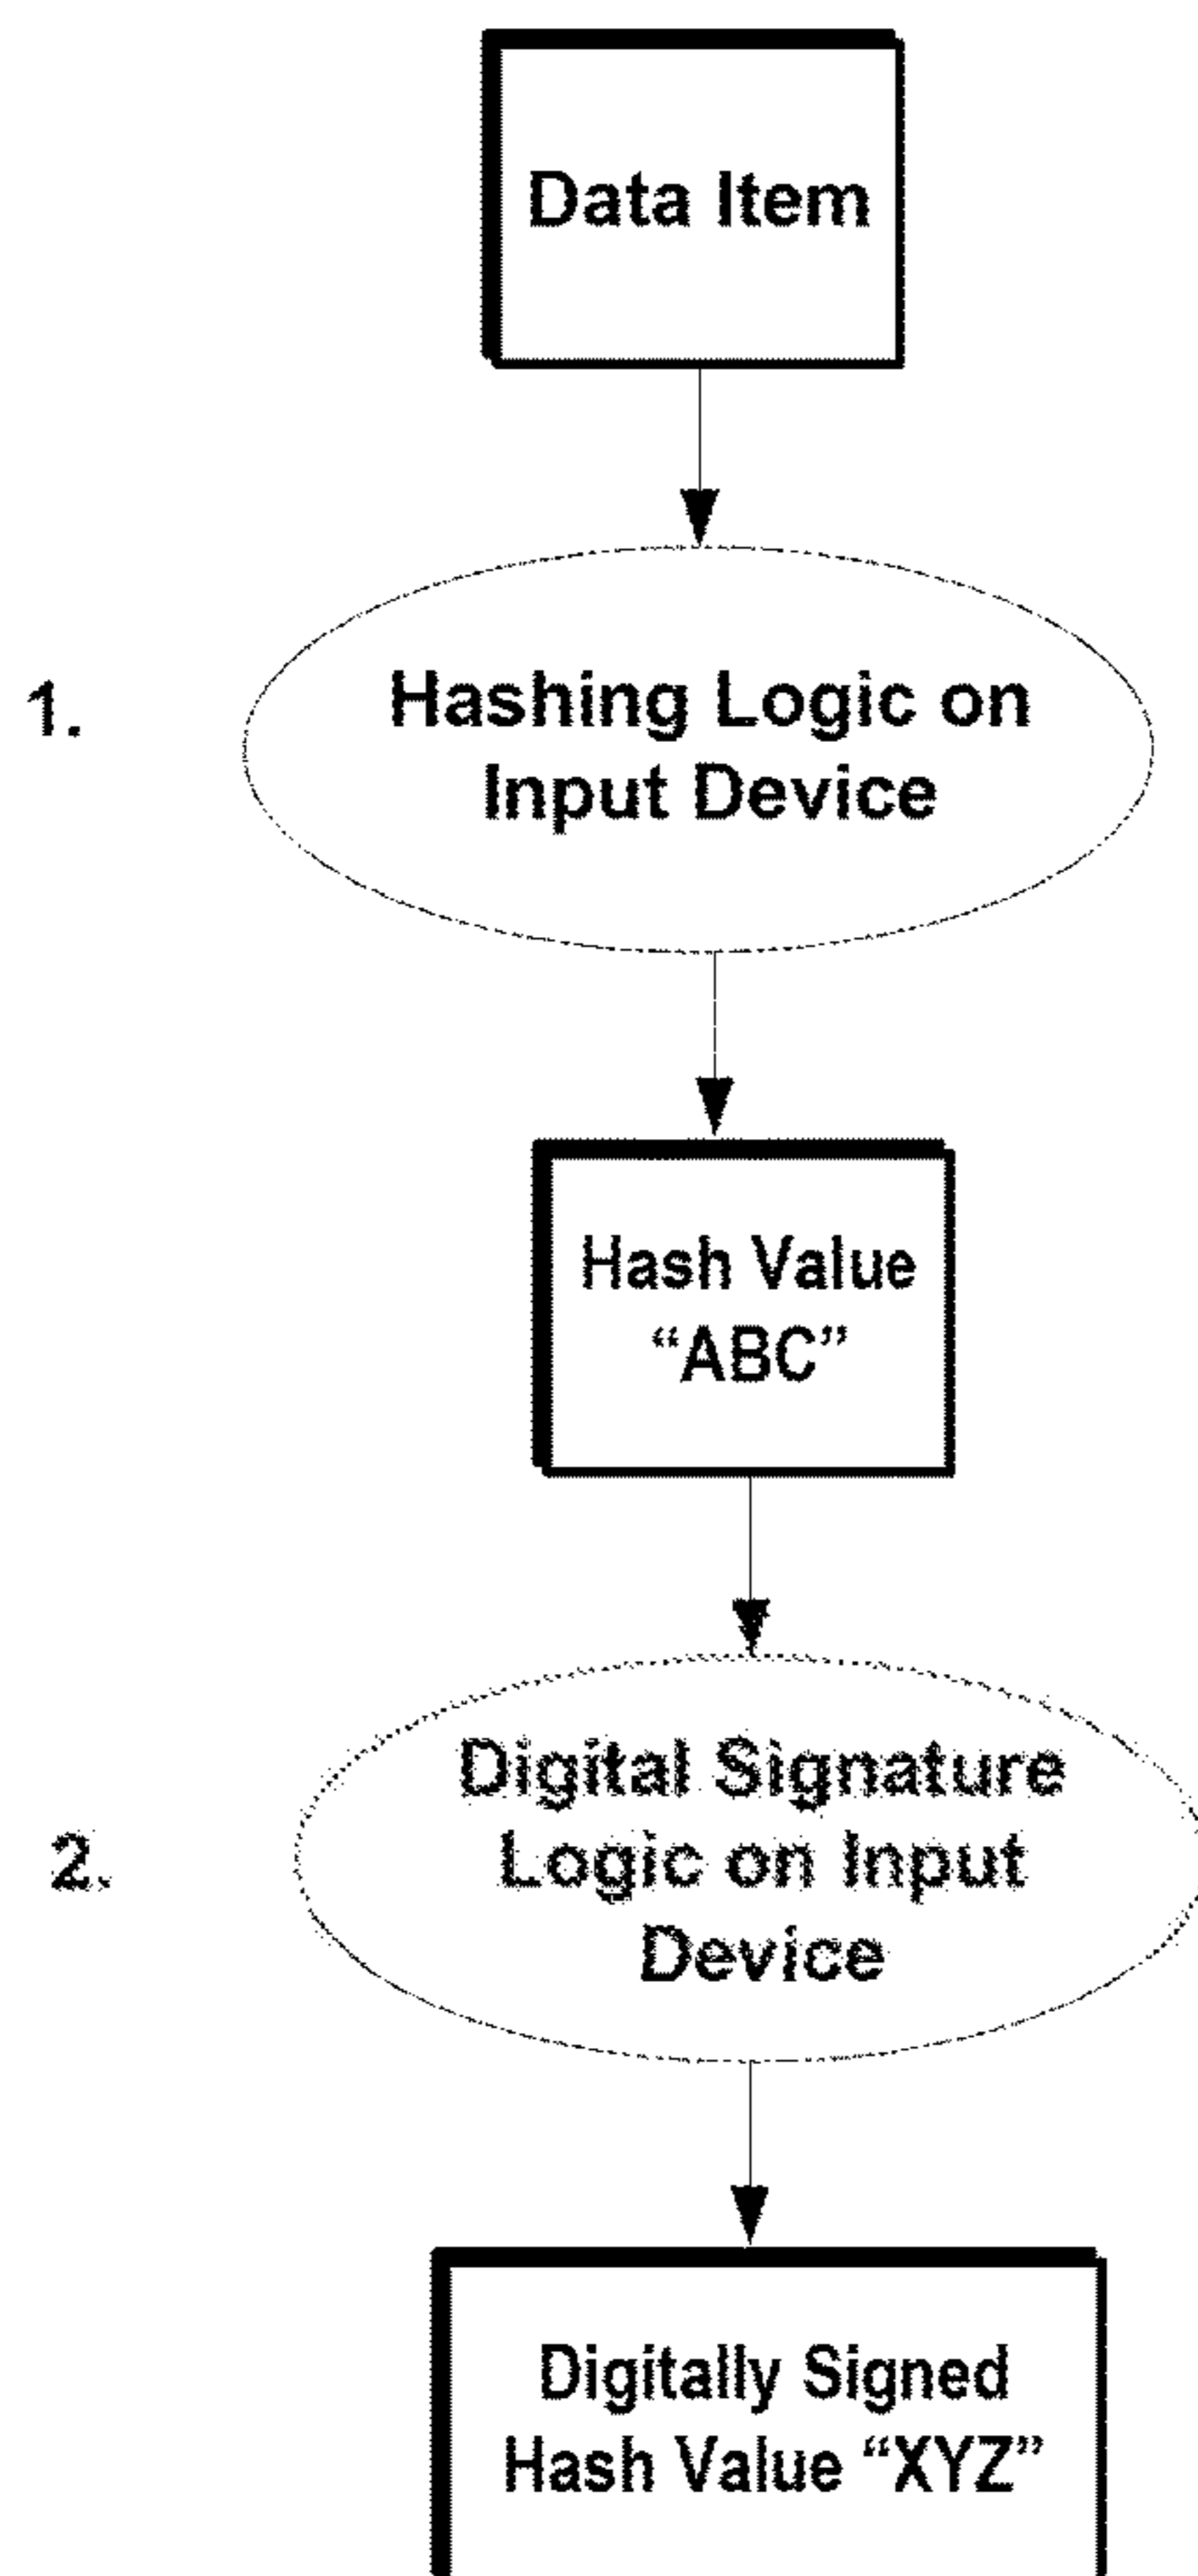 Data Item
1.
Hashing Logic on
Input Device
Hash Value
“ABC”
2.
Digital Signature
Logic on Input
Device
Digitally Signed
Hash Value “XYZ”